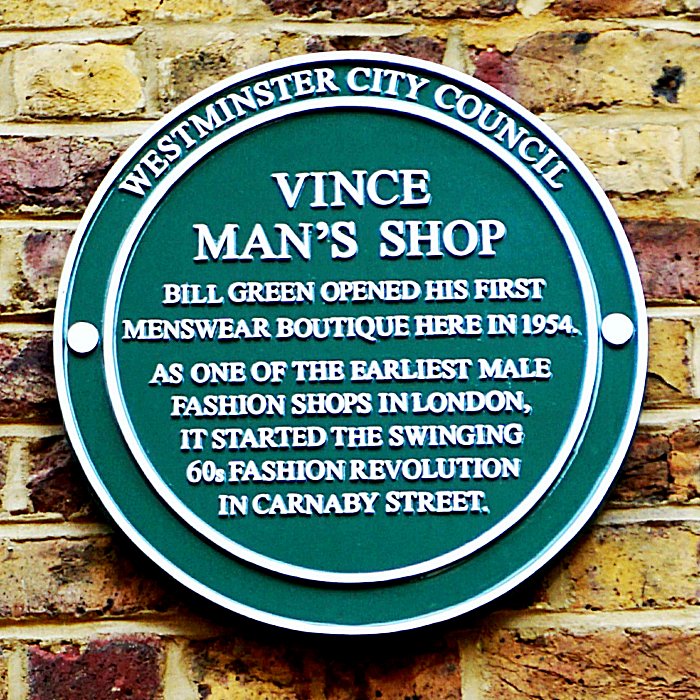 WESTMINSTER CITY COUNCIL
VINCE
MAN'S SHOP
BILL GREEN OPENED HIS FIRST
MENSWEAR BOUTIQUE HERE IN 1954.
AS ONE OF THE EARLIEST MALE
FASHION SHOPS IN LONDON,
IT STARTED THE SWINGING
60s FASHION REVOLUTION
IN CARNABY STREET.